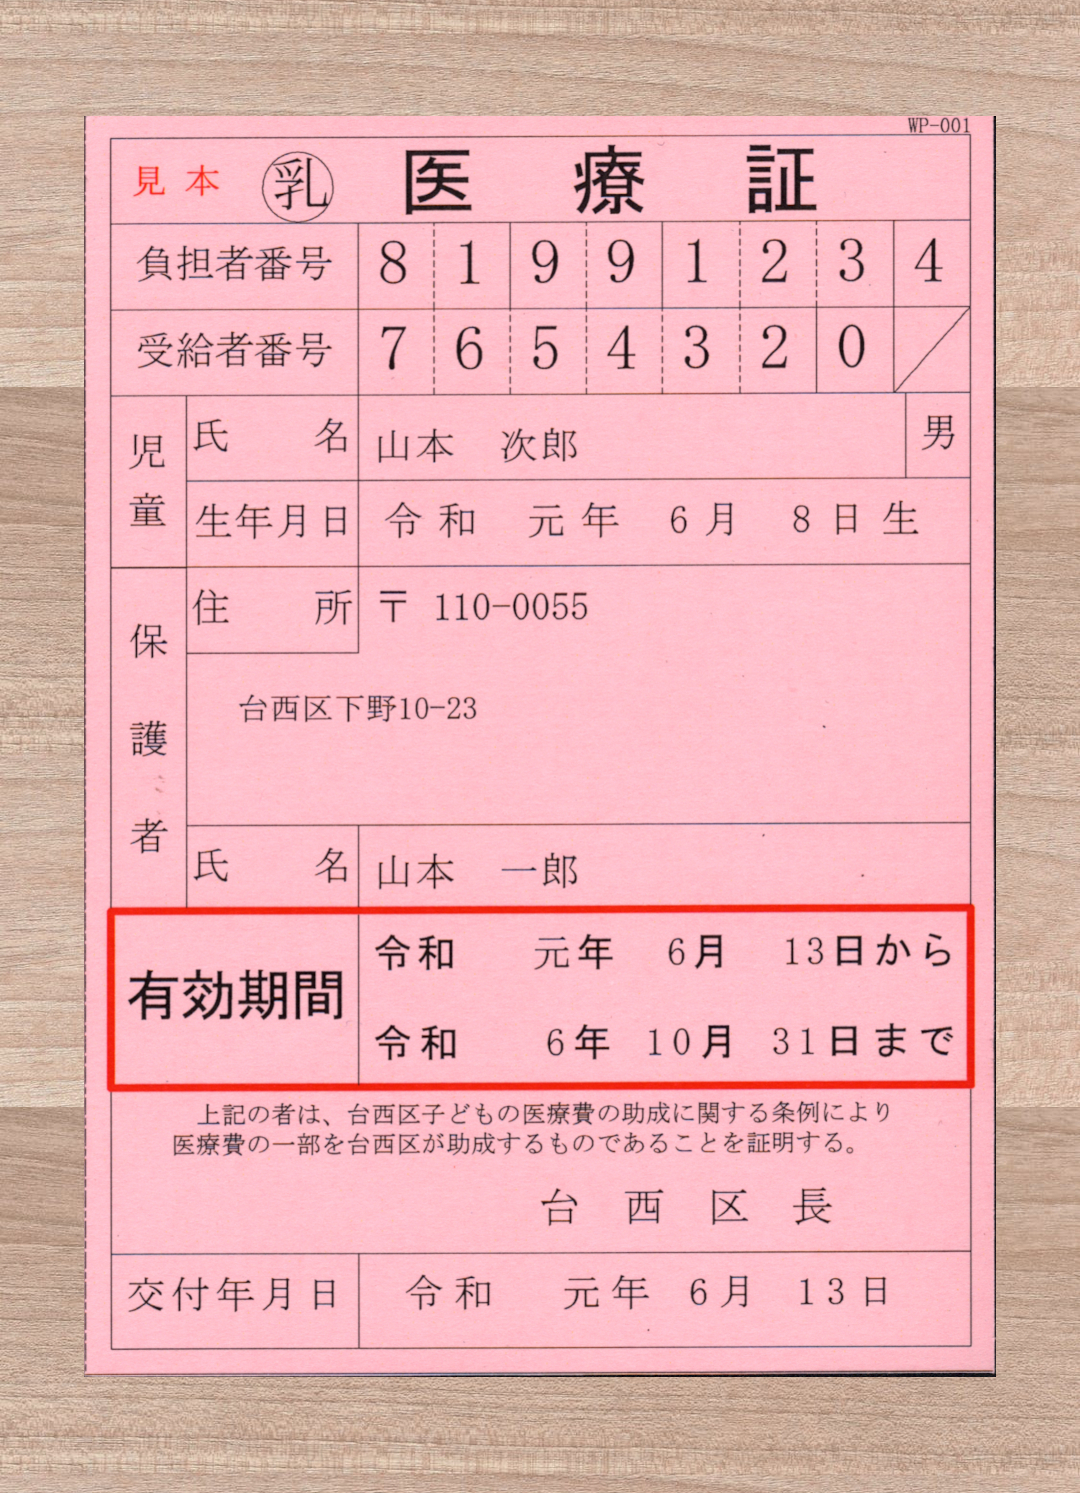 WP-001
見本 ㊚乳 医療証
負担者番号 8 1 9 9 1 2 3 4
受給者番号 7 6 5 4 3 2 0
児童 氏名 山本 次郎 男
生年月日 令和 元年 6月 8日生
保護者 住所 〒 110-0055
台西区下野10-23
氏名 山本 一郎
有効期間 令和 元年 6月 13日から
令和 6年 10月 31日まで
上記の者は、台西区子どもの医療費の助成に関する条例により
医療費の一部を台西区が助成するものであることを証明する。
台西区長
交付年月日 令和 元年 6月 13日